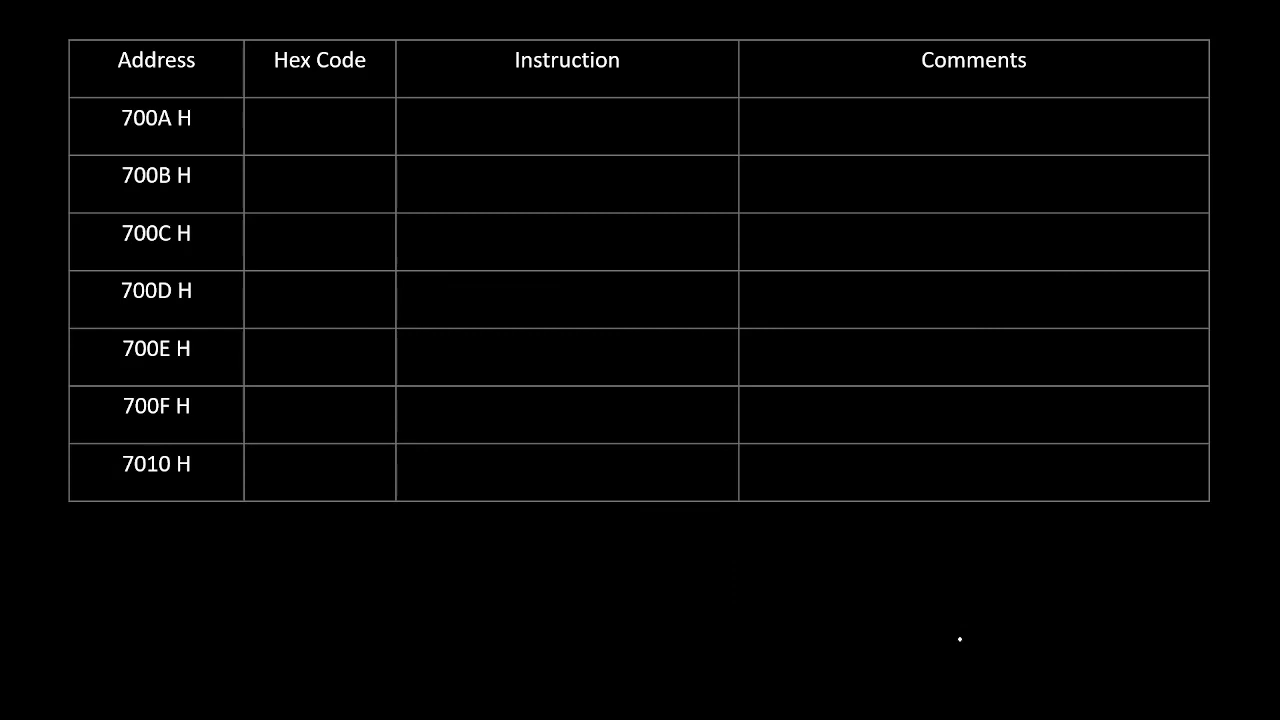 Address Hex Code Instruction Comments
700A H
700B H
700C H
700D H
700E H
700F H
7010 H